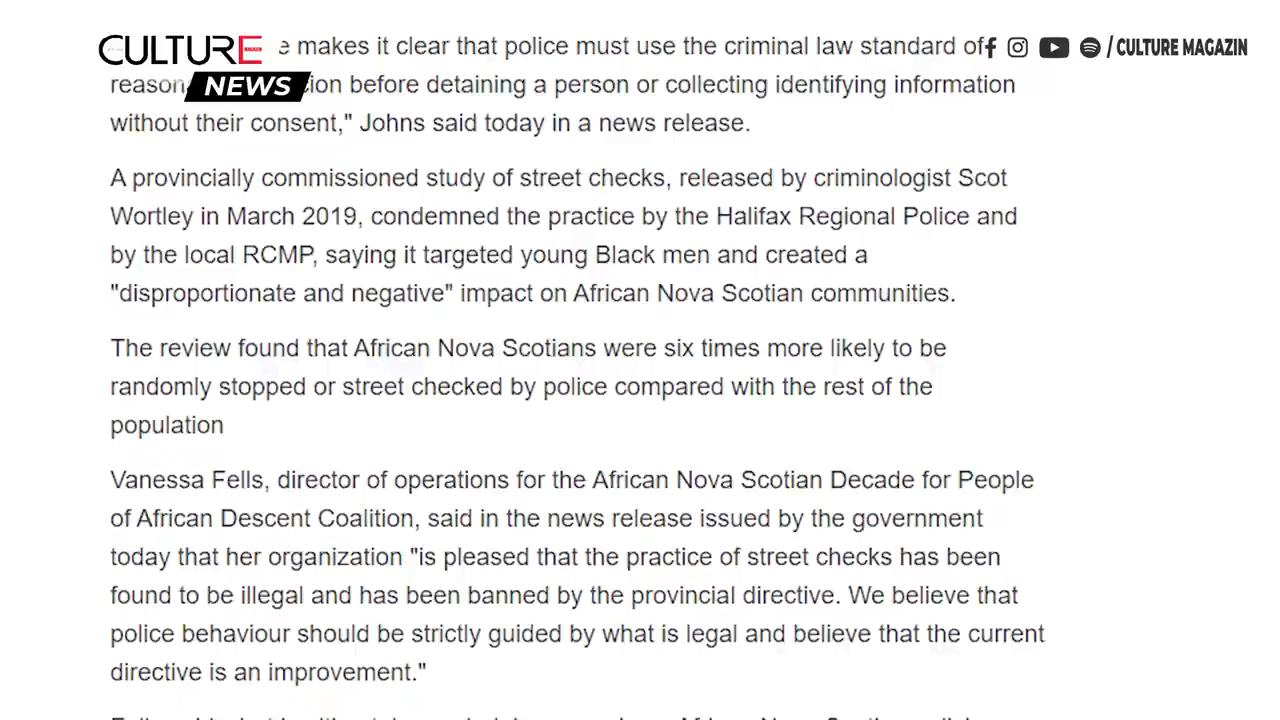 CULTURE
NEWS
/ CULTURE MAGAZIN
e makes it clear that police must use the criminal law standard of
before detaining a person or collecting identifying information
without their consent," Johns said today in a news release.
A provincially commissioned study of street checks, released by criminologist Scot
Wortley in March 2019, condemned the practice by the Halifax Regional Police and
by the local RCMP, saying it targeted young Black men and created a
"disproportionate and negative" impact on African Nova Scotian communities.
The review found that African Nova Scotians were six times more likely to be
randomly stopped or street checked by police compared with the rest of the
population
Vanessa Fells, director of operations for the African Nova Scotian Decade for People
of African Descent Coalition, said in the news release issued by the government
today that her organization "is pleased that the practice of street checks has been
found to be illegal and has been banned by the provincial directive. We believe that
police behaviour should be strictly guided by what is legal and believe that the current
directive is an improvement."